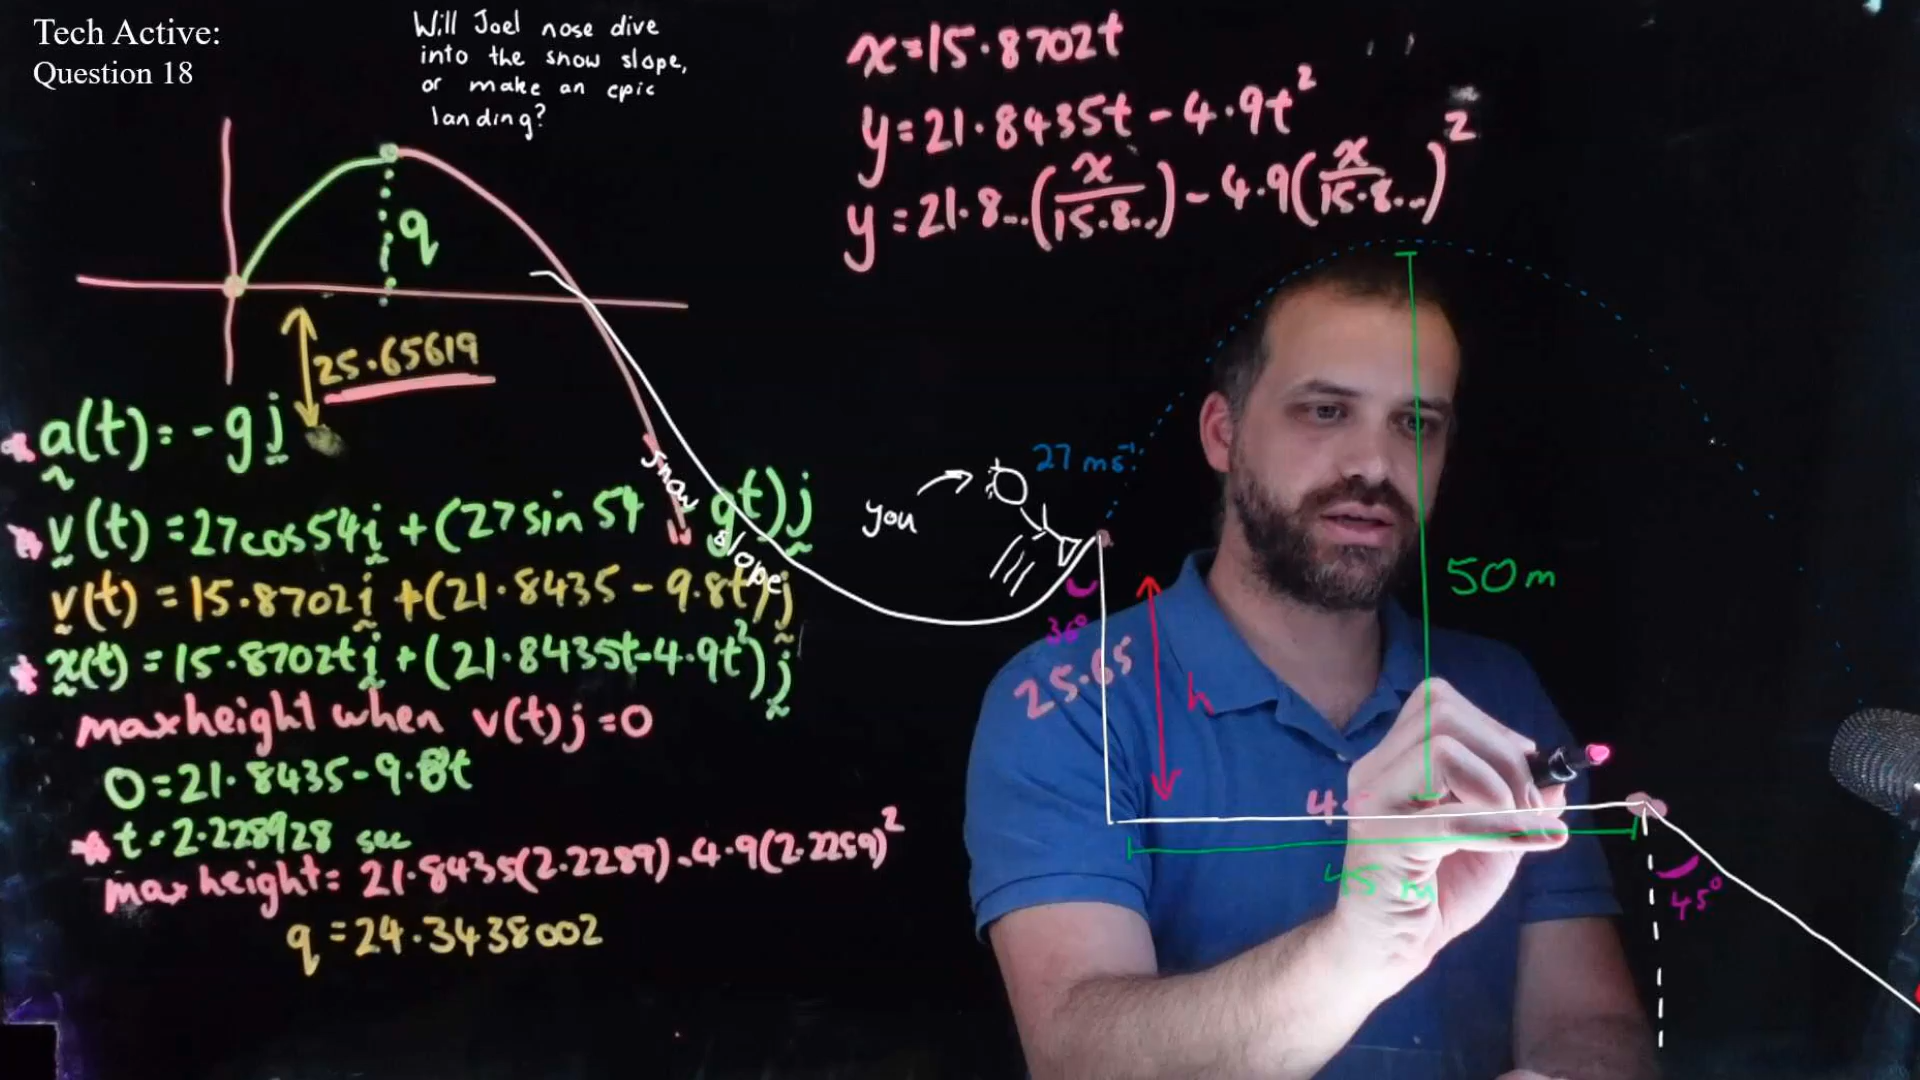 Tech Active:
Question 18
Will Joel nose dive
into the snow slope,
or make an epic
landing?
q
25.65619
a(t) = -gj
v(t) = 27cos54i + (27sin54 gt)j
v(t) = 15.8702i + (21.8435 - 9.8t)j
x(t) = 15.8702ti + (21.8435t-4.9t²)j
max height when v(t)j = 0
0 = 21.8435 - 9.8t
t = 2.228928 sec
max height = 21.8435(2.2289) - 4.9(2.2289)²
q = 24.3438002
snow slope
x = 15.8702t
y = 21.8435t - 4.9t²
y = 21.8...(x/15.8...) - 4.9(x/15.8...)²
27 ms⁻¹
you
36°
25.65
h
50m
45 m
45°